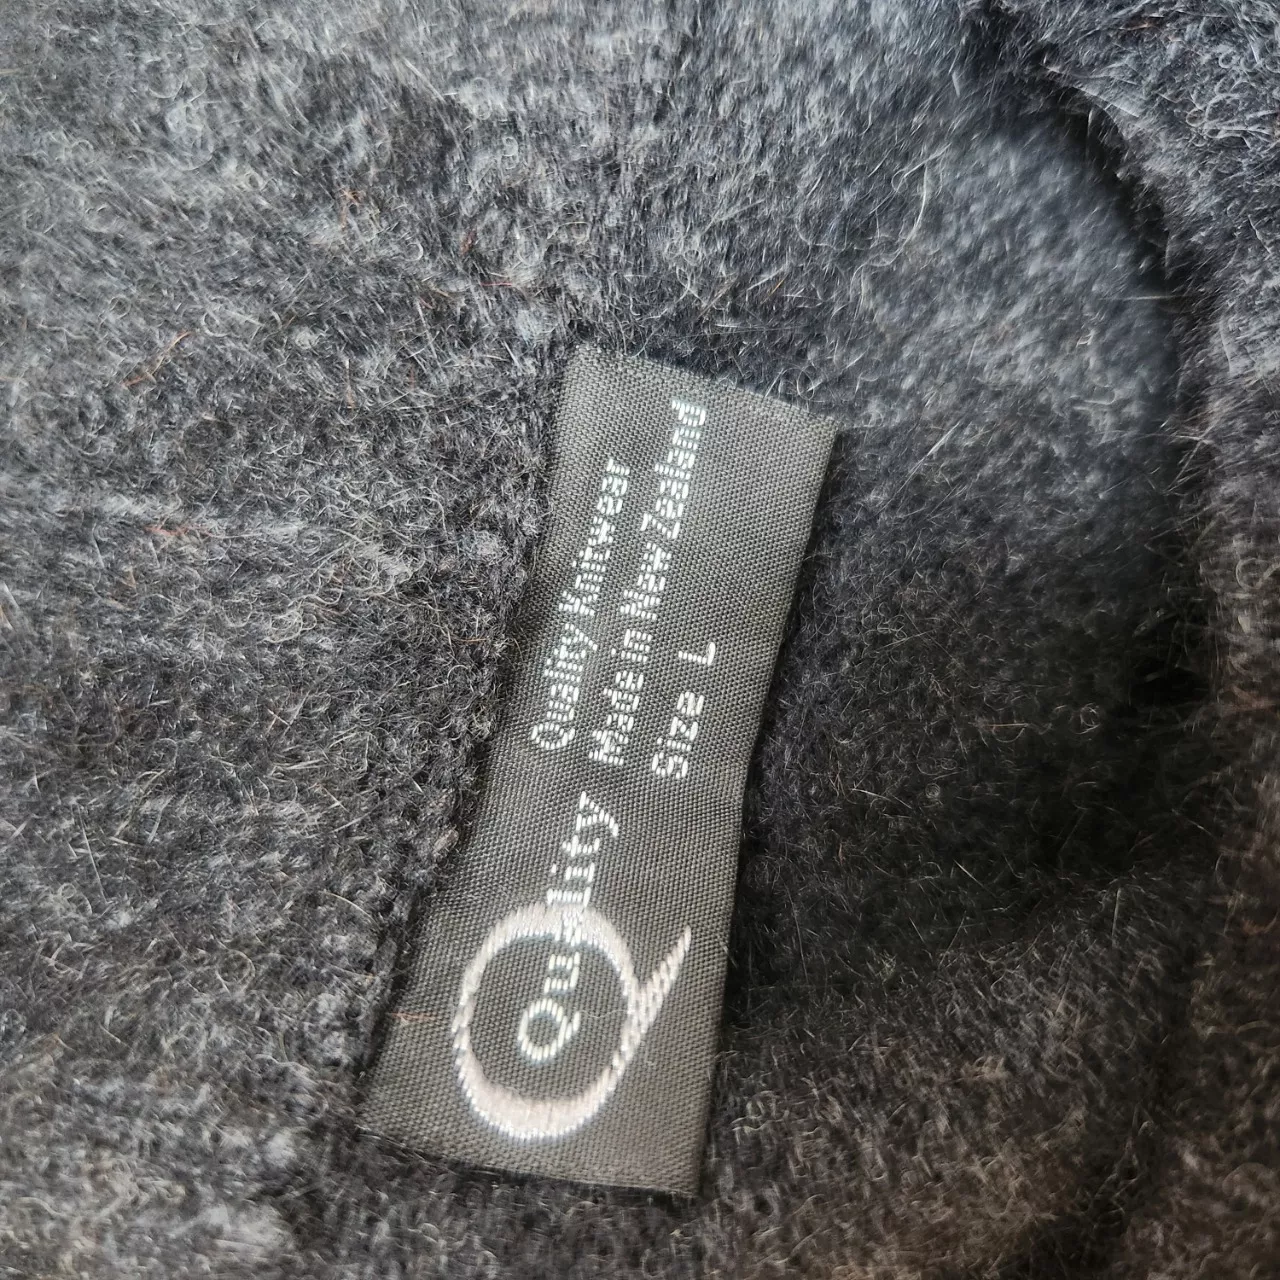 Quality
Quality Knitwear
Made in New Zealand
Size L